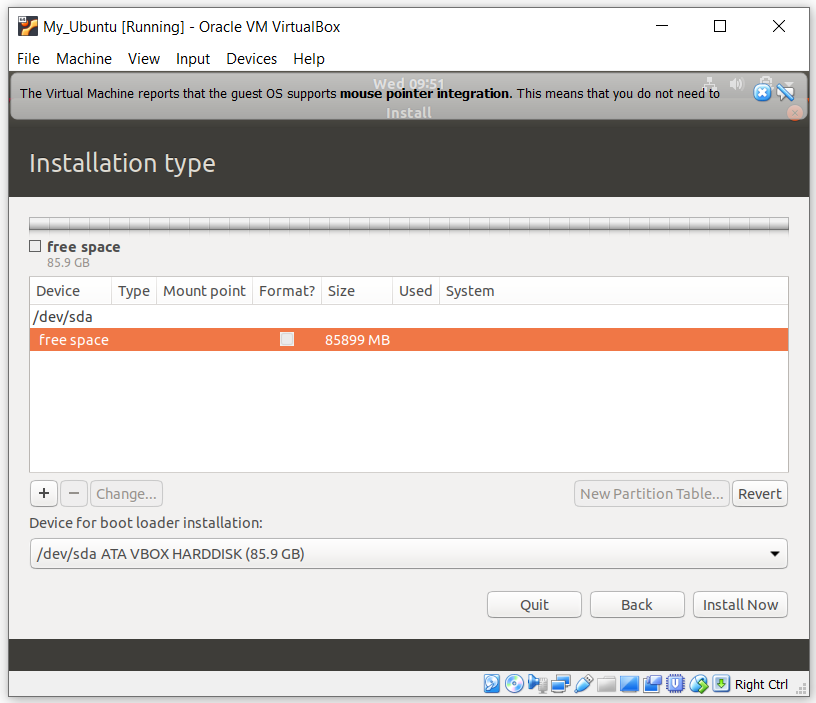 My_Ubuntu [Running] - Oracle VM VirtualBox
File Machine View Input Devices Help
Wed 09:51
The Virtual Machine reports that the guest OS supports mouse pointer integration. This means that you do not need to
Install
Installation type
free space
85.9 GB
Device Type Mount point Format? Size Used System
/dev/sda
free space 85899 MB
+ − Change... New Partition Table... Revert
Device for boot loader installation:
/dev/sda ATA VBOX HARDDISK (85.9 GB)
Quit Back Install Now
Right Ctrl